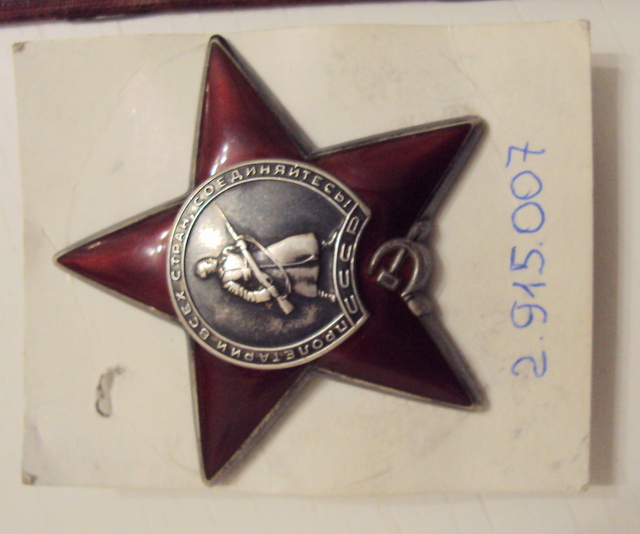 ПРОЛЕТАРИИ ВСЕХ СТРАН, СОЕДИНЯЙТЕСЬ!
СССР
2.915.007